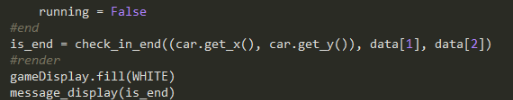 running = False
#end
is_end = check_in_end((car.get_x(), car.get_y()), data[1], data[2])
#render
gameDisplay.fill(WHITE)
message_display(is_end)